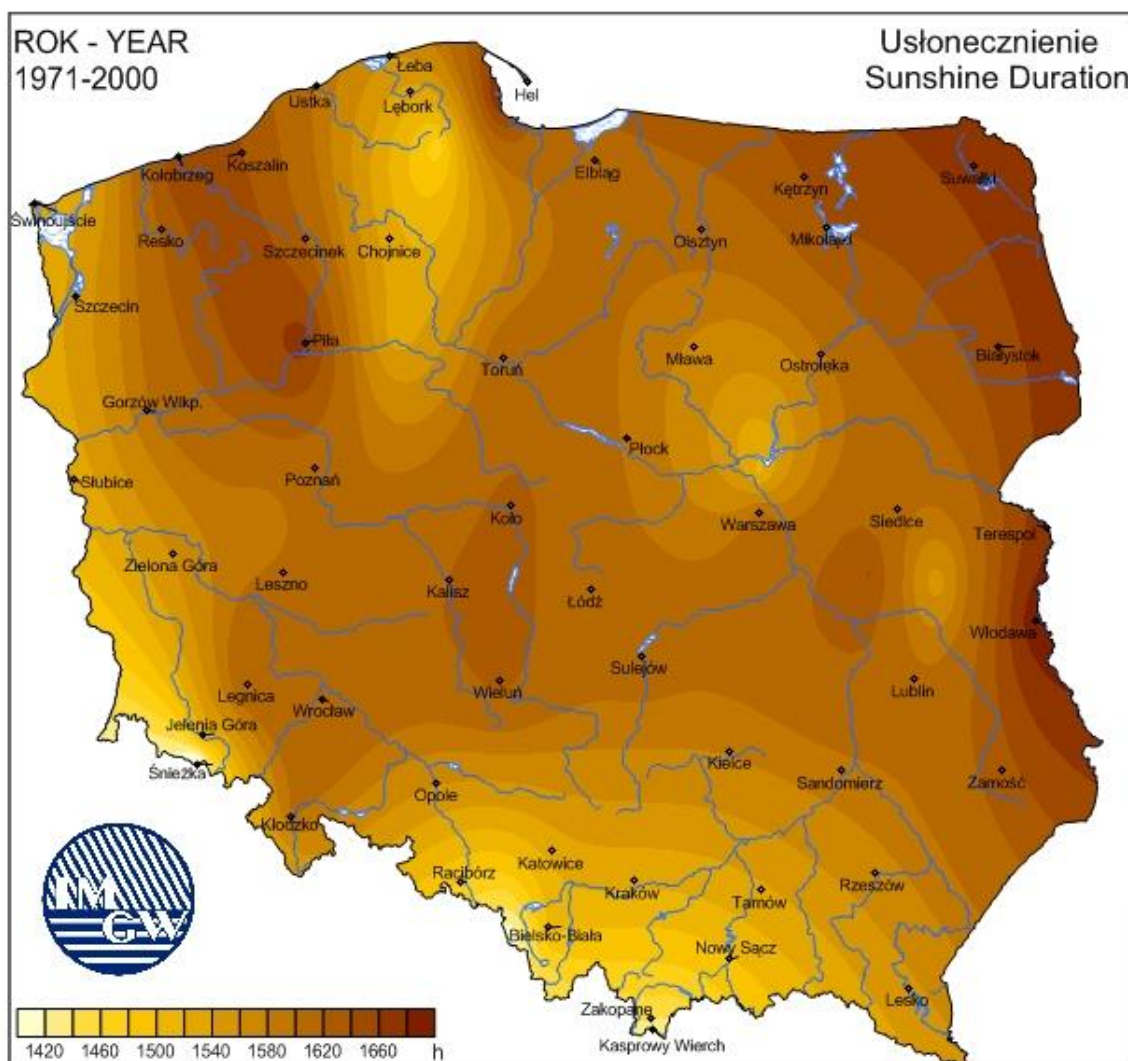 ROK - YEAR
1971-2000
Usłonecznienie
Sunshine Duration
Łeba
Ustka
Lębork
Hel
Koszalin
Kołobrzeg
Elbląg
Kętrzyn
Suwałki
Świnoujście
Resko
Szczecinek
Chojnice
Olsztyn
Mikołajki
Szczecin
Piła
Toruń
Mława
Ostrołęka
Białystok
Gorzów Wlkp.
Płock
Słubice
Poznań
Koło
Warszawa
Siedlce
Terespol
Zielona Góra
Leszno
Kalisz
Łódź
Włodawa
Sulejów
Legnica
Wrocław
Wieluń
Lublin
Jelenia Góra
Śnieżka
Kielce
Sandomierz
Zamość
Opole
Kłodzko
Katowice
Racibórz
Kraków
Tarnów
Rzeszów
Bielsko-Biała
Nowy Sącz
Lesko
Zakopane
Kasprowy Wierch
IMGW
1420 1460 1500 1540 1580 1620 1660 h